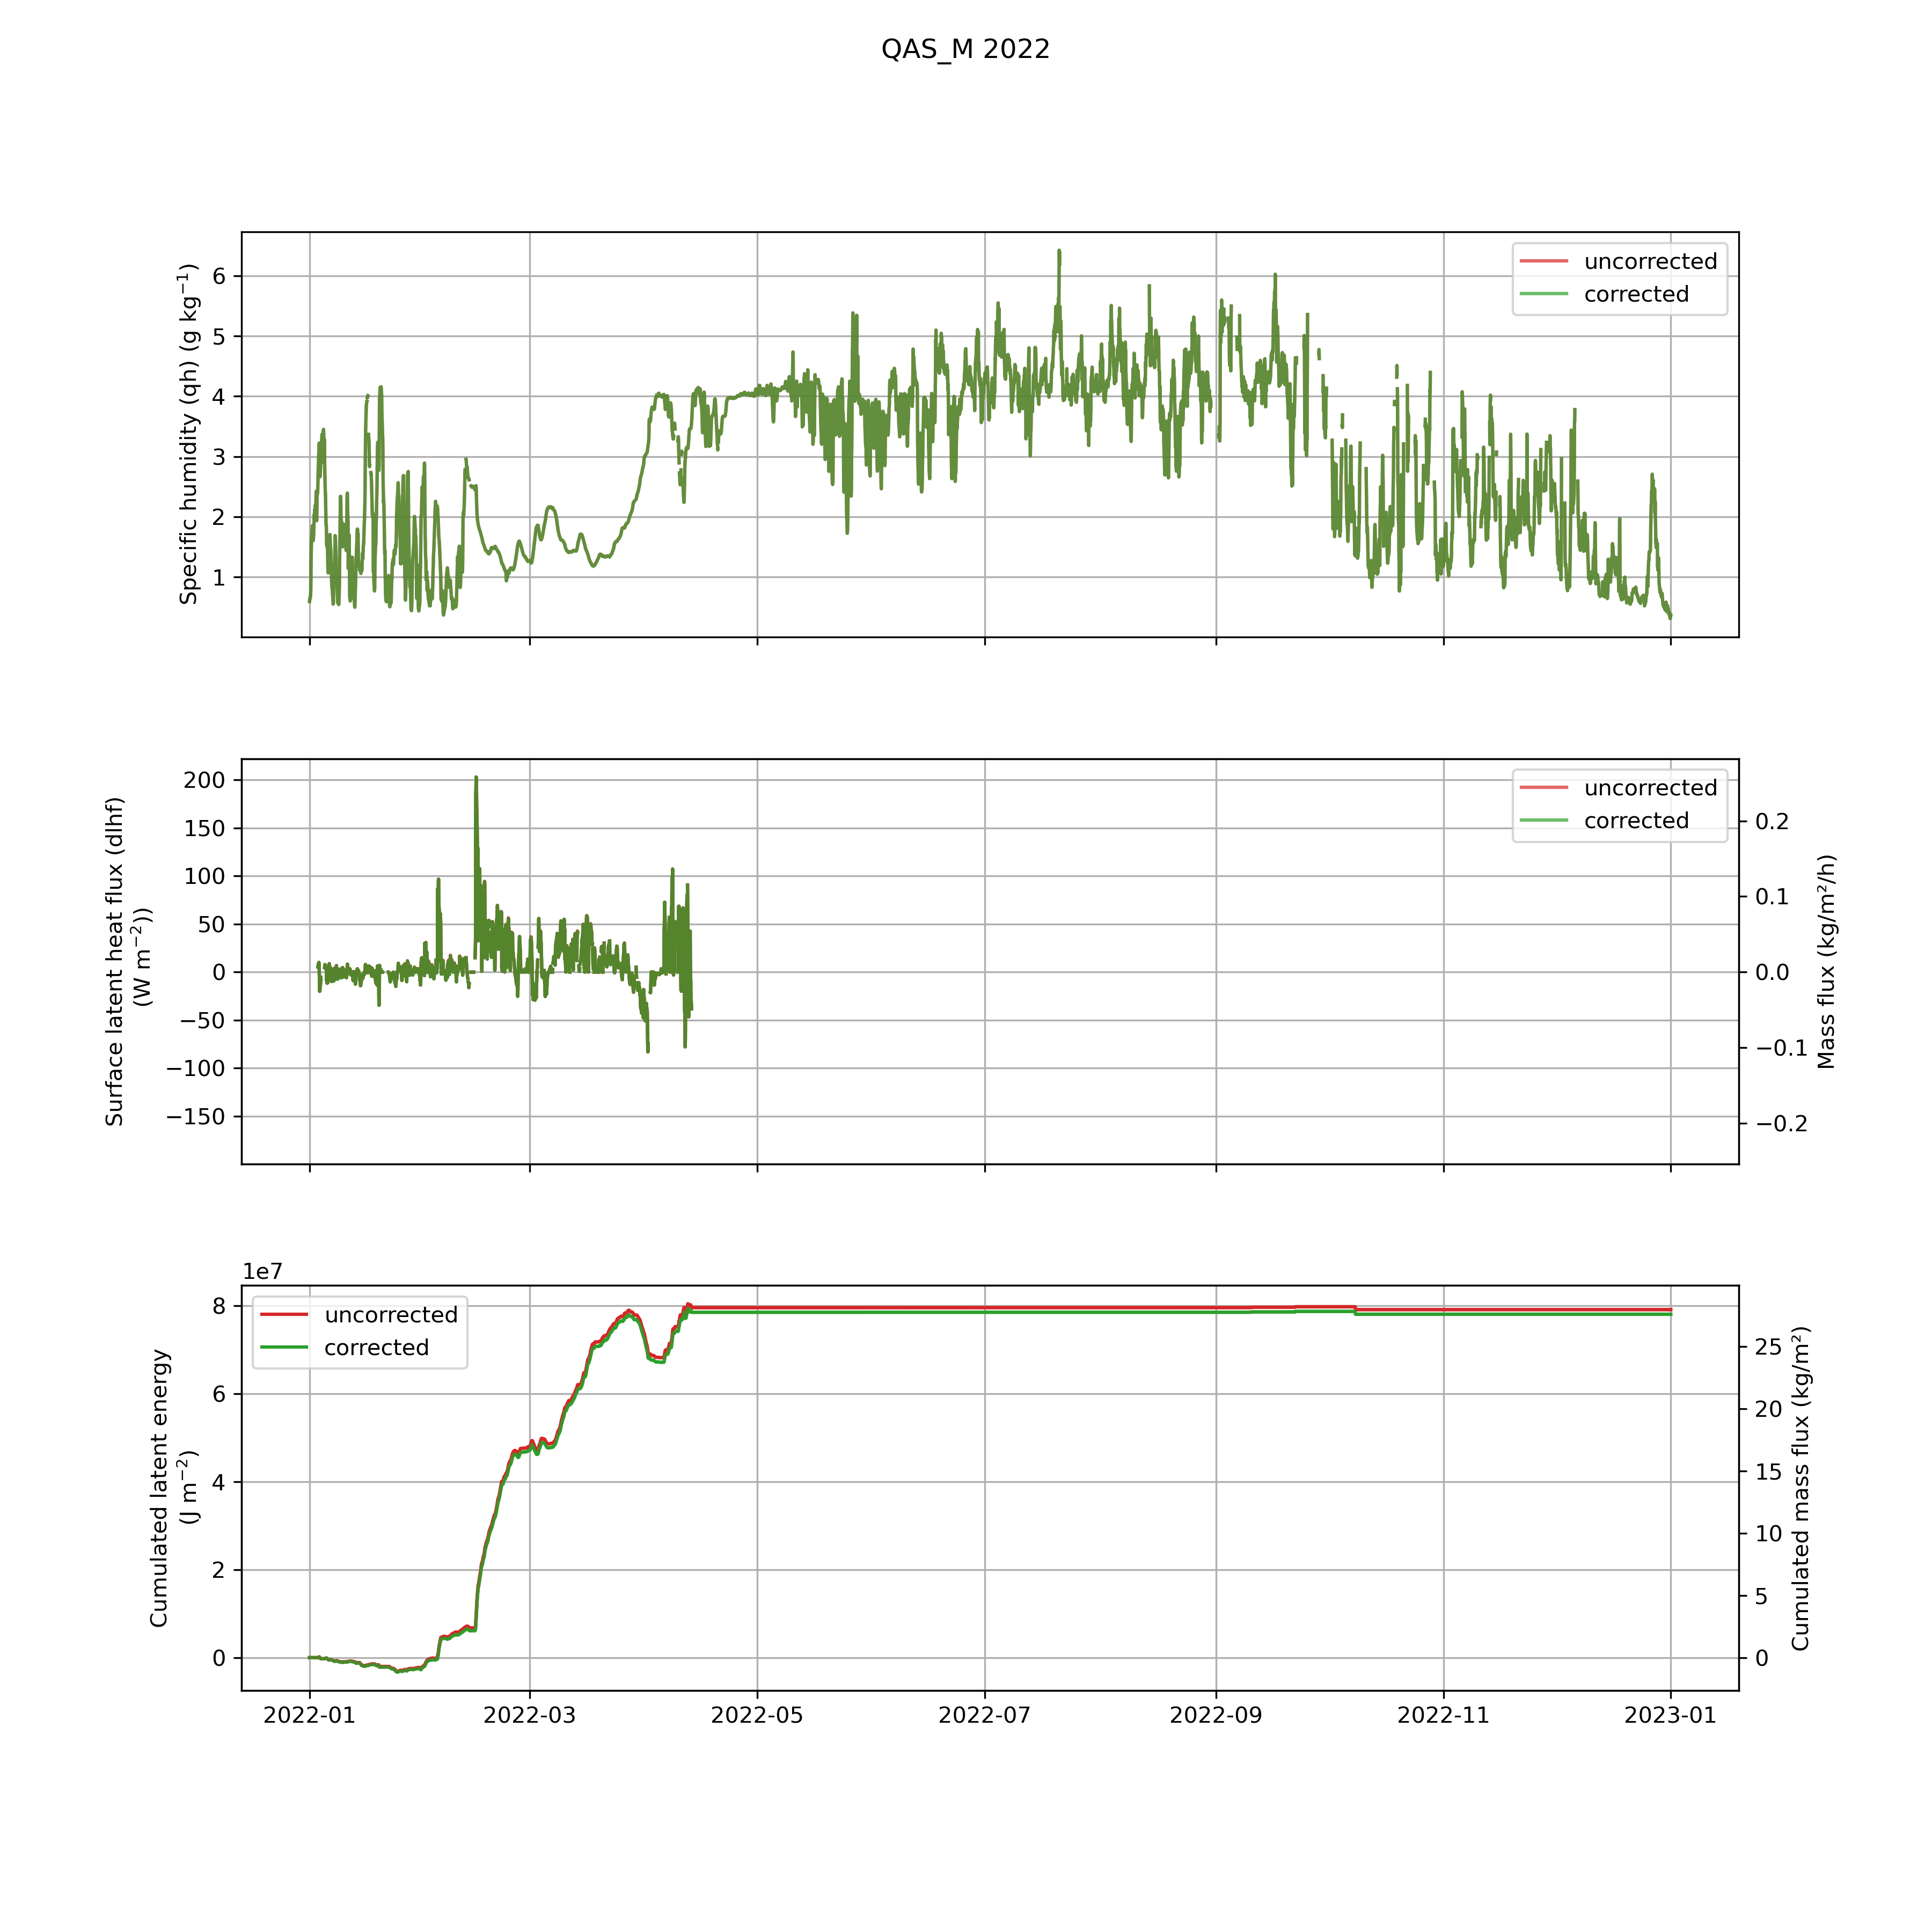 QAS_M 2022
Specific humidity (qh) (g kg⁻¹)
6
5
4
3
2
1
uncorrected
corrected
Surface latent heat flux (dlhf)
(W m⁻²))
200
150
100
50
0
−50
−100
−150
uncorrected
corrected
0.2
0.1
0.0
−0.1
−0.2
Mass flux (kg/m²/h)
1e7
Cumulated latent energy
(J m⁻²)
8
6
4
2
0
uncorrected
corrected
25
20
15
10
5
0
Cumulated mass flux (kg/m²)
2022-01
2022-03
2022-05
2022-07
2022-09
2022-11
2023-01